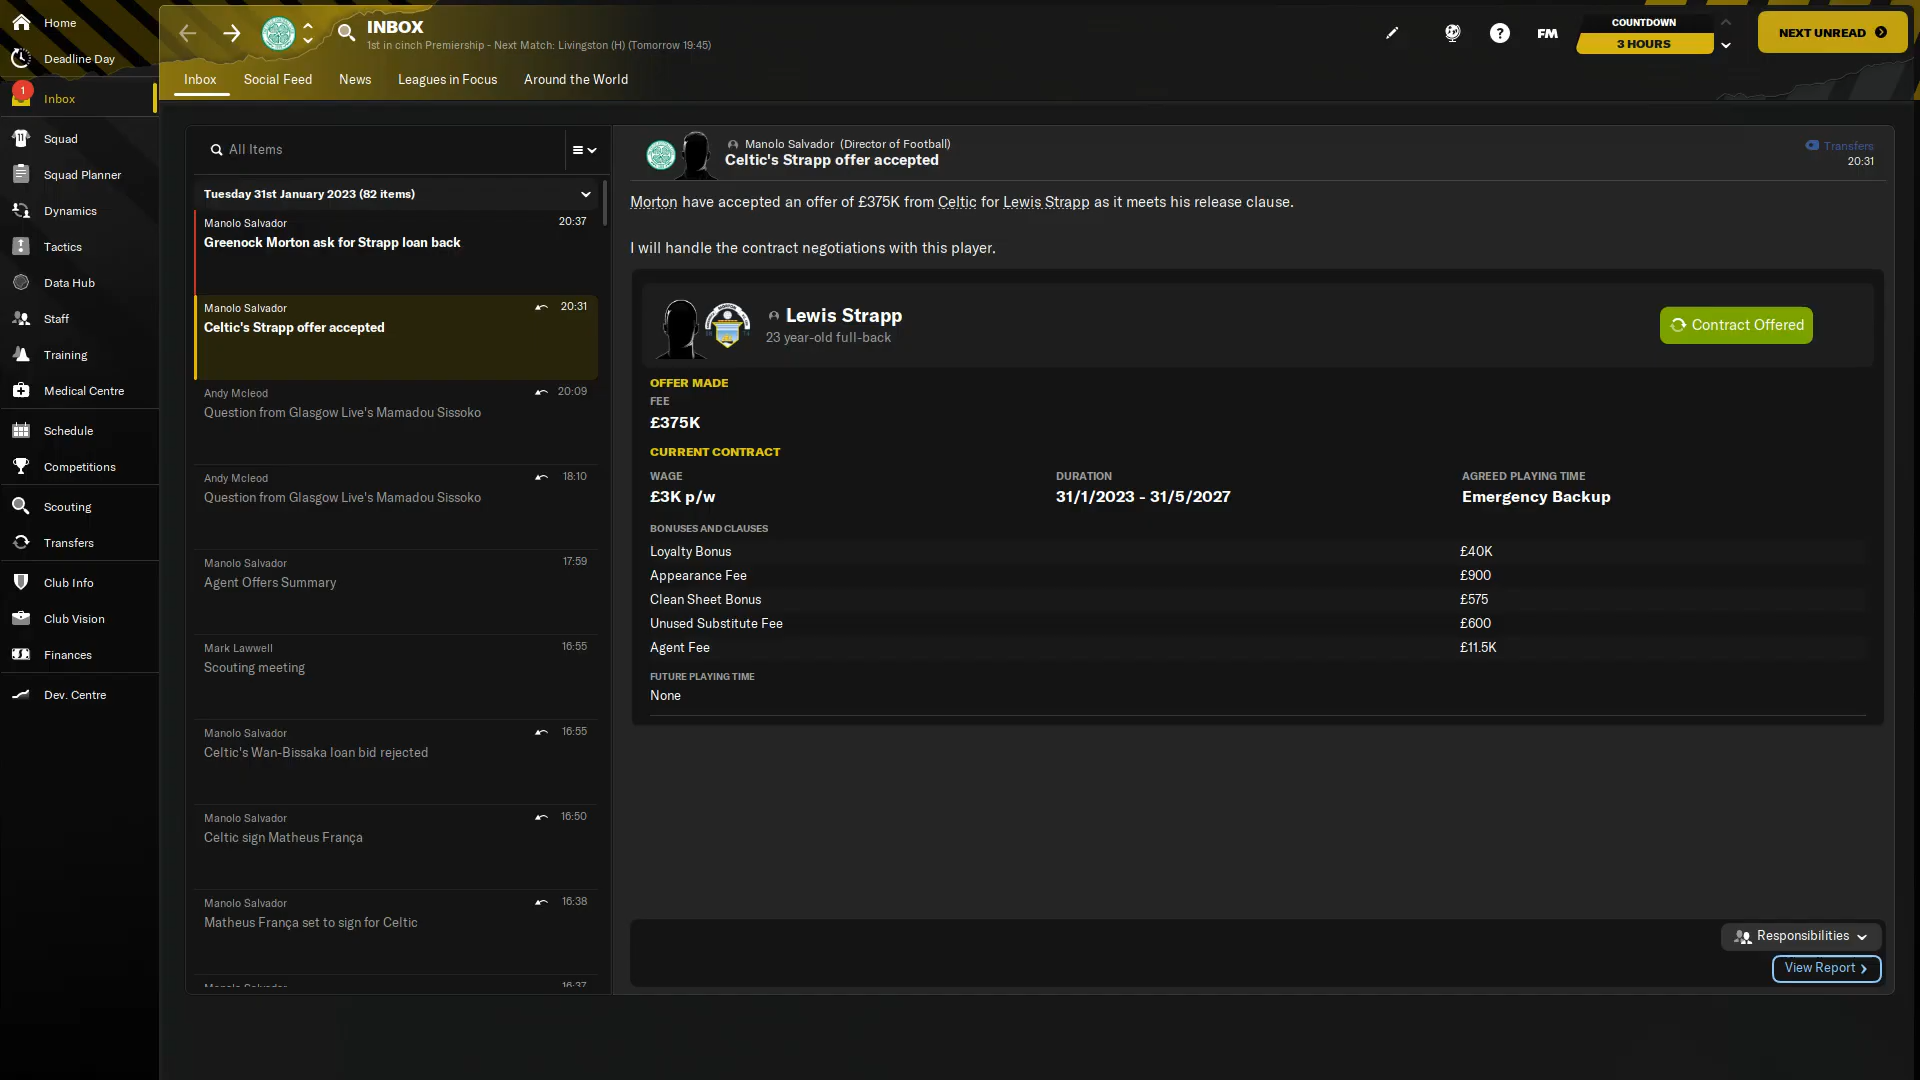 Home
Deadline Day
1
Inbox
Squad
Squad Planner
Dynamics
Tactics
Data Hub
Staff
Training
Medical Centre
Schedule
Competitions
Scouting
Transfers
Club Info
Club Vision
Finances
Dev. Centre
INBOX
1st in cinch Premiership - Next Match: Livingston (H) (Tomorrow 19:45)
FM
COUNTDOWN
3 HOURS
NEXT UNREAD
Inbox
Social Feed
News
Leagues in Focus
Around the World
All Items
Tuesday 31st January 2023 (82 items)
Manolo Salvador 20:37
Greenock Morton ask for Strapp loan back
Manolo Salvador 20:31
Celtic's Strapp offer accepted
Andy Mcleod 20:09
Question from Glasgow Live's Mamadou Sissoko
Andy Mcleod 18:10
Question from Glasgow Live's Mamadou Sissoko
Manolo Salvador 17:59
Agent Offers Summary
Mark Lawwell 16:55
Scouting meeting
Manolo Salvador 16:55
Celtic's Wan-Bissaka loan bid rejected
Manolo Salvador 16:50
Celtic sign Matheus França
Manolo Salvador 16:38
Matheus França set to sign for Celtic
Manolo Salvador 16:37
Manolo Salvador (Director of Football)
Celtic's Strapp offer accepted
Transfers
20:31
Morton have accepted an offer of £375K from Celtic for Lewis Strapp as it meets his release clause.
I will handle the contract negotiations with this player.
Lewis Strapp
23 year-old full-back
Contract Offered
OFFER MADE
FEE
£375K
CURRENT CONTRACT
WAGE DURATION AGREED PLAYING TIME
£3K p/w 31/1/2023 - 31/5/2027 Emergency Backup
BONUSES AND CLAUSES
Loyalty Bonus £40K
Appearance Fee £900
Clean Sheet Bonus £575
Unused Substitute Fee £600
Agent Fee £11.5K
FUTURE PLAYING TIME
None
Responsibilities
View Report